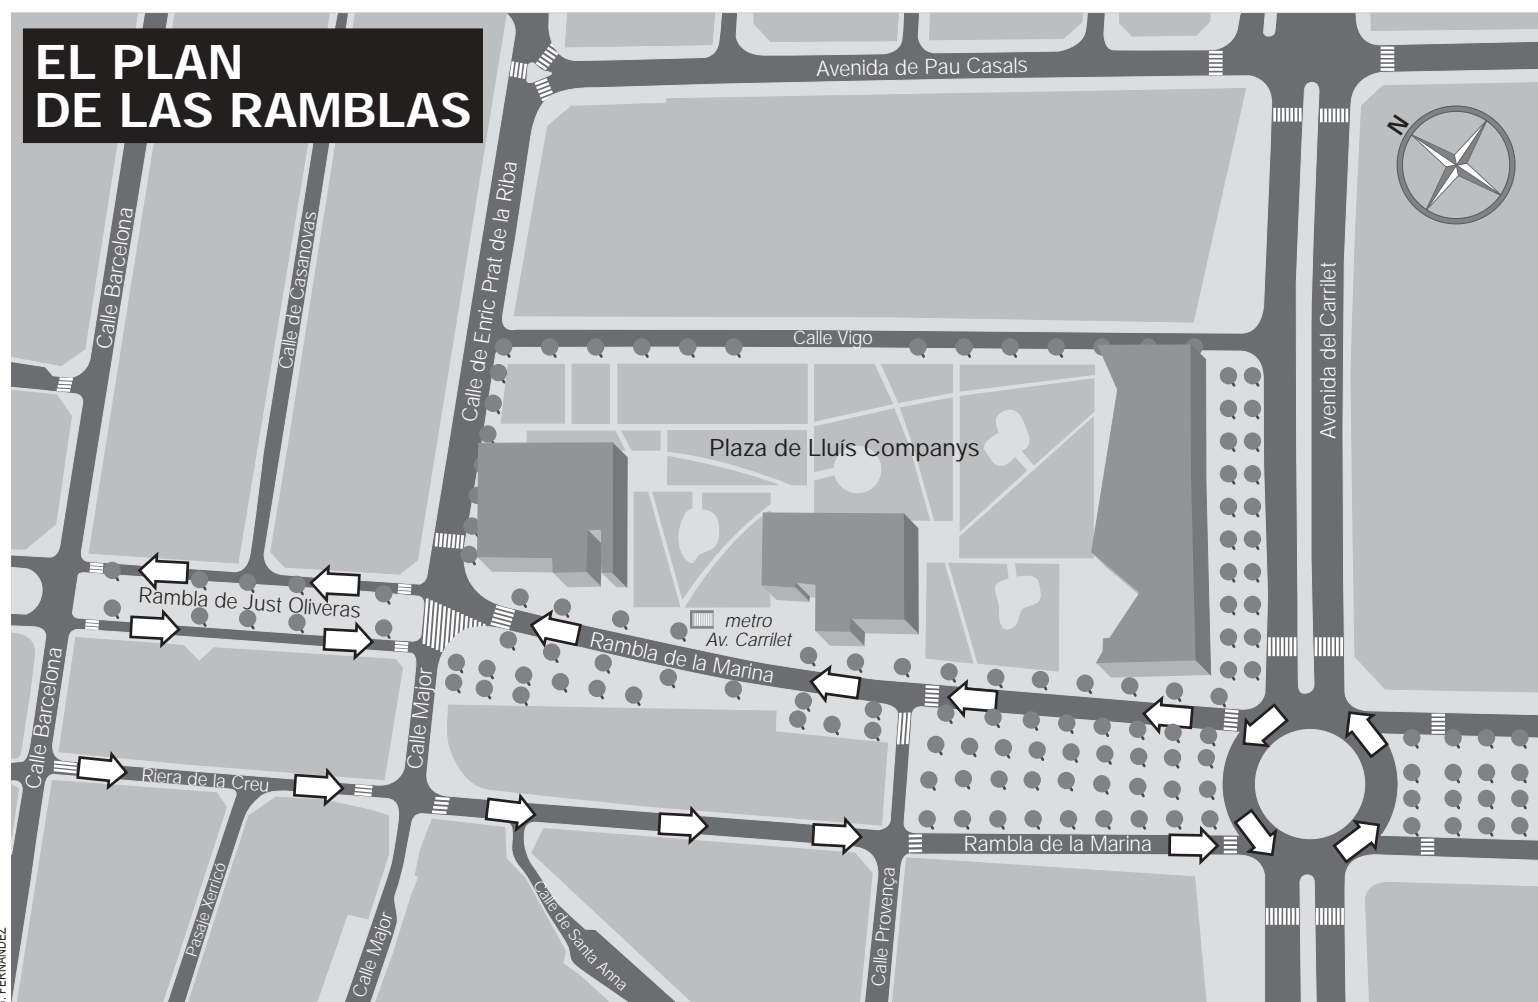 EL PLAN
DE LAS RAMBLAS
Avenida de Pau Casals
N
Calle Barcelona
Calle de Casanovas
Calle de Enric Prat de la Riba
Calle Vigo
Avenida del Carrilet
Plaza de Lluís Companys
Rambla de Just Oliveras
metro
Av. Carrilet
Rambla de la Marina
Calle Barcelona
Calle Major
Riera de la Creu
Rambla de la Marina
Pasaje Xerricó
Calle Major
Calle de Santa Anna
Calle Provença
FERNÁNDEZ